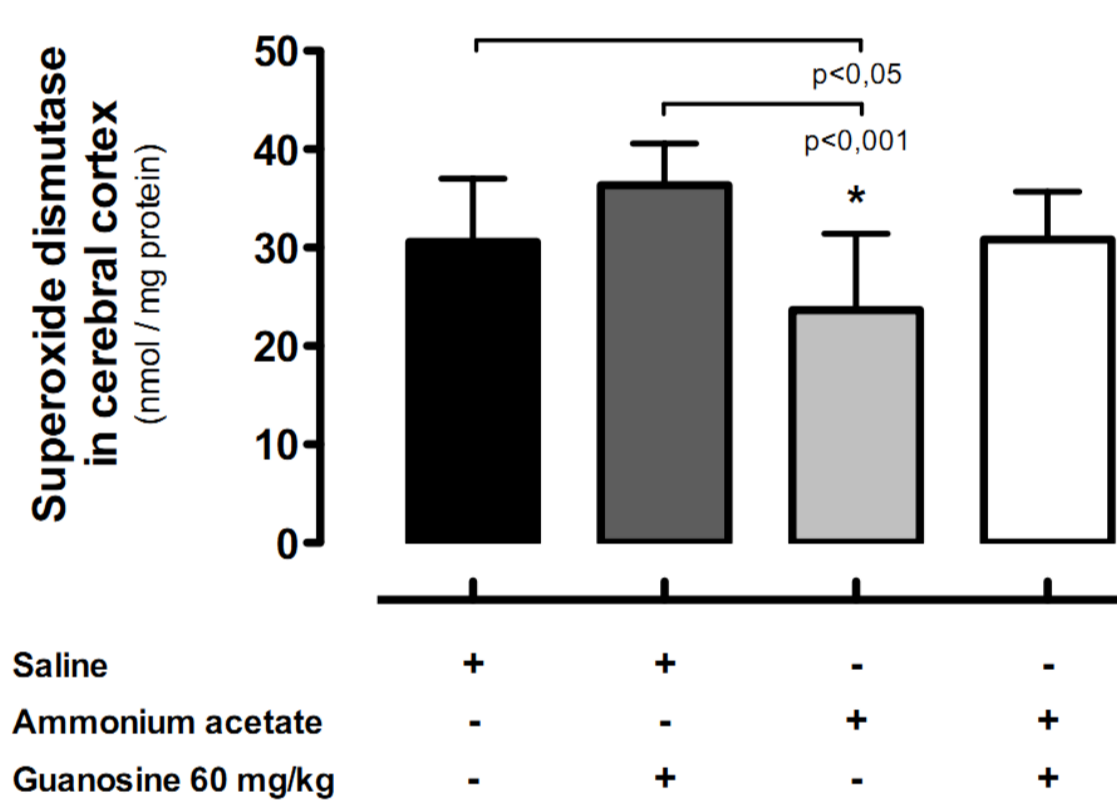 Superoxide dismutase
in cerebral cortex
(nmol / mg protein)
50
40
30
20
10
0
p<0,05
p<0,001
*
Saline + + - -
Ammonium acetate - - + +
Guanosine 60 mg/kg - + - +